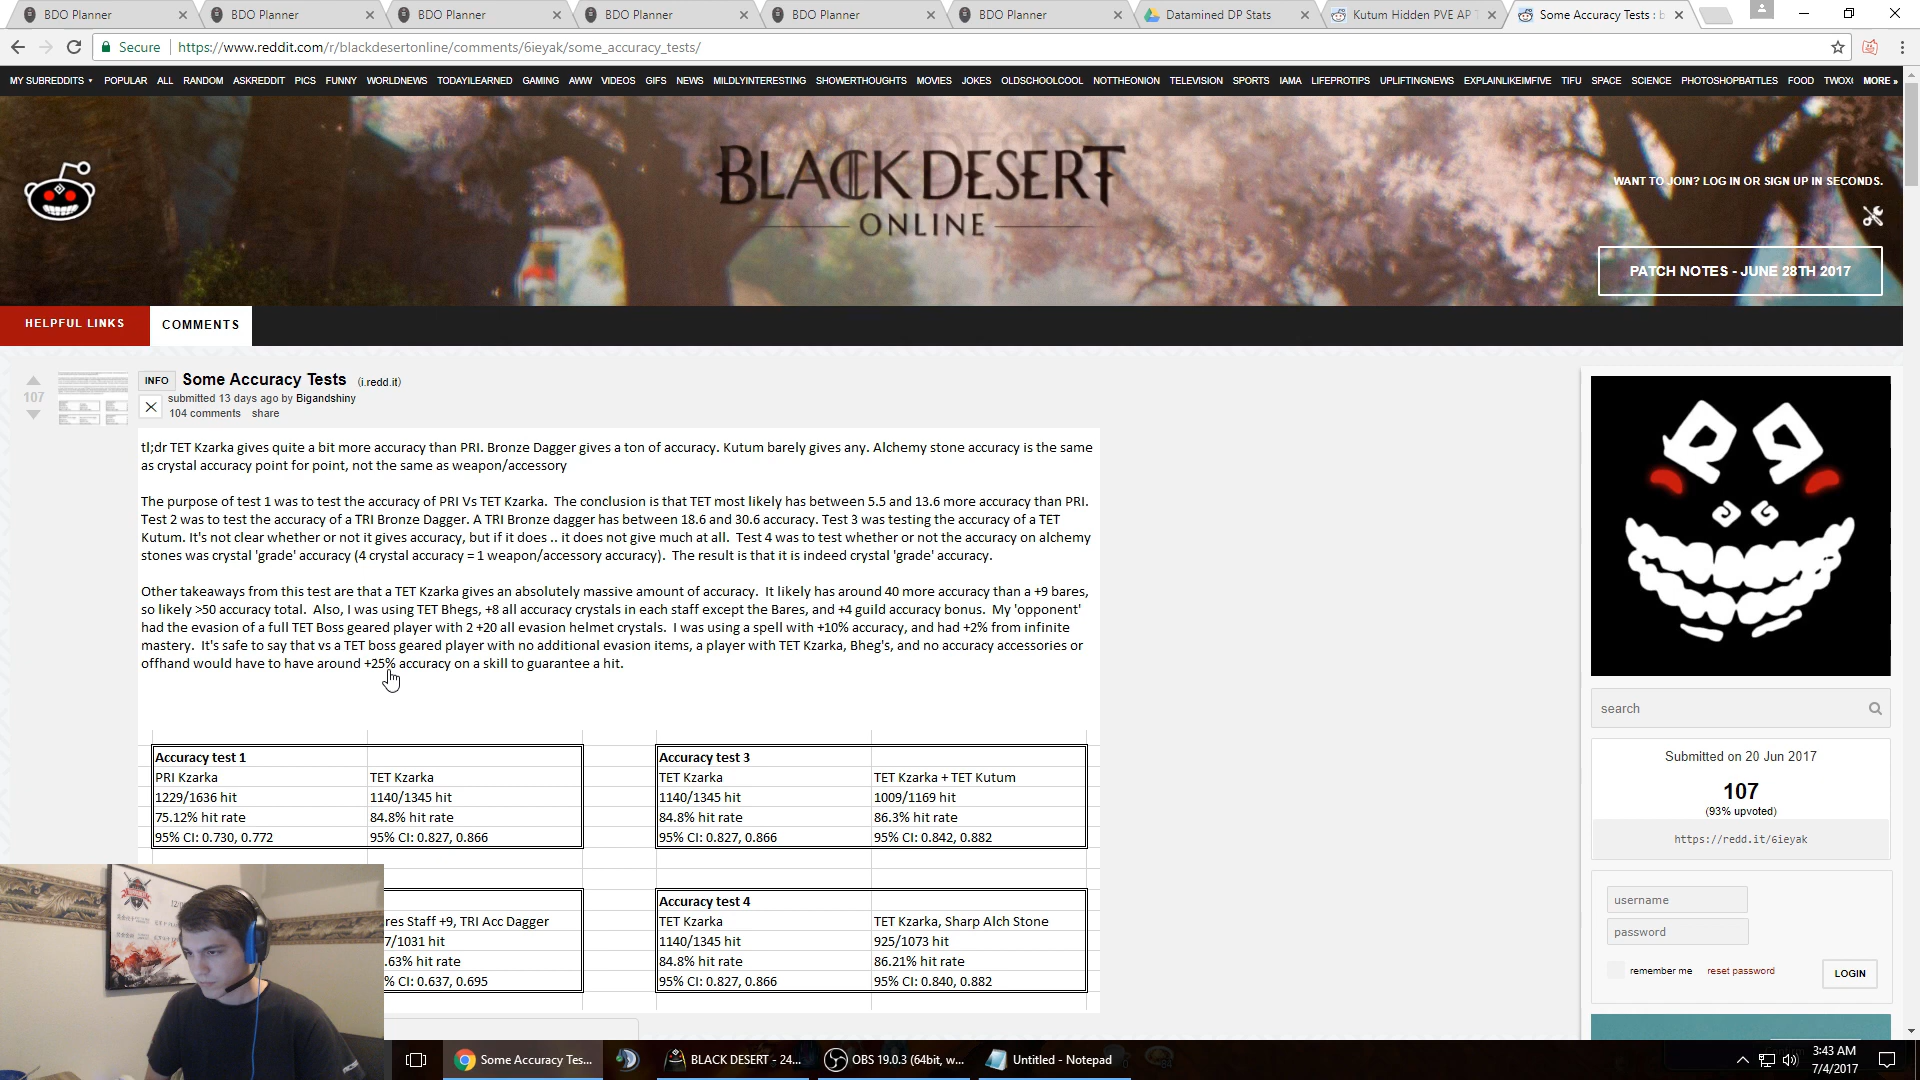 BDO Planner
BDO Planner
BDO Planner
BDO Planner
BDO Planner
BDO Planner
Datamined DP Stats
Kutum Hidden PVE AP
Some Accuracy Tests : b
Secure
https://www.reddit.com/r/blackdesertonline/comments/6ieyak/some_accuracy_tests/
MY SUBREDDITS POPULAR ALL RANDOM ASKREDDIT PICS FUNNY WORLDNEWS TODAYILEARNED GAMING AWW VIDEOS GIFS NEWS MILDLYINTERESTING SHOWERTHOUGHTS MOVIES JOKES OLDSCHOOLCOOL NOTTHEONION TELEVISION SPORTS IAMA LIFEPROTIPS UPLIFTINGNEWS EXPLAINLIKEIMFIVE TIFU SPACE SCIENCE PHOTOSHOPBATTLES FOOD TWOX MORE »
BLACK DESERT
ONLINE
WANT TO JOIN? LOG IN OR SIGN UP IN SECONDS.
PATCH NOTES - JUNE 28TH 2017
HELPFUL LINKS
COMMENTS
107
INFO Some Accuracy Tests (i.redd.it)
submitted 13 days ago by Bigandshiny
104 comments share
tl;dr TET Kzarka gives quite a bit more accuracy than PRI. Bronze Dagger gives a ton of accuracy. Kutum barely gives any. Alchemy stone accuracy is the same
as crystal accuracy point for point, not the same as weapon/accessory
The purpose of test 1 was to test the accuracy of PRI Vs TET Kzarka. The conclusion is that TET most likely has between 5.5 and 13.6 more accuracy than PRI.
Test 2 was to test the accuracy of a TRI Bronze Dagger. A TRI Bronze dagger has between 18.6 and 30.6 accuracy. Test 3 was testing the accuracy of a TET
Kutum. It's not clear whether or not it gives accuracy, but if it does .. it does not give much at all. Test 4 was to test whether or not the accuracy on alchemy
stones was crystal 'grade' accuracy (4 crystal accuracy = 1 weapon/accessory accuracy). The result is that it is indeed crystal 'grade' accuracy.
Other takeaways from this test are that a TET Kzarka gives an absolutely massive amount of accuracy. It likely has around 40 more accuracy than a +9 bares,
so likely >50 accuracy total. Also, I was using TET Bhegs, +8 all accuracy crystals in each staff except the Bares, and +4 guild accuracy bonus. My 'opponent'
had the evasion of a full TET Boss geared player with 2 +20 all evasion helmet crystals. I was using a spell with +10% accuracy, and had +2% from infinite
mastery. It's safe to say that vs a TET boss geared player with no additional evasion items, a player with TET Kzarka, Bheg's, and no accuracy accessories or
offhand would have to have around +25% accuracy on a skill to guarantee a hit.
Accuracy test 1
PRI Kzarka TET Kzarka
1229/1636 hit 1140/1345 hit
75.12% hit rate 84.8% hit rate
95% CI: 0.730, 0.772 95% CI: 0.827, 0.866
Accuracy test 3
TET Kzarka TET Kzarka + TET Kutum
1140/1345 hit 1009/1169 hit
84.8% hit rate 86.3% hit rate
95% CI: 0.827, 0.866 95% CI: 0.842, 0.882
res Staff +9, TRI Acc Dagger
7/1031 hit
.63% hit rate
% CI: 0.637, 0.695
Accuracy test 4
TET Kzarka TET Kzarka, Sharp Alch Stone
1140/1345 hit 925/1073 hit
84.8% hit rate 86.21% hit rate
95% CI: 0.827, 0.866 95% CI: 0.840, 0.882
search
Submitted on 20 Jun 2017
107
(93% upvoted)
https://redd.it/6ieyak
username
password
remember me reset password LOGIN
Some Accuracy Tes...
BLACK DESERT - 24...
OBS 19.0.3 (64bit, w...
Untitled - Notepad
3:43 AM
7/4/2017